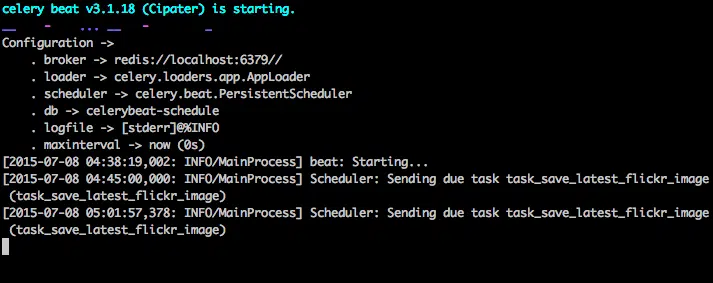 celery beat v3.1.18 (Cipater) is starting.
__    -    ... __   -        _
Configuration ->
    . broker -> redis://localhost:6379//
    . loader -> celery.loaders.app.AppLoader
    . scheduler -> celery.beat.PersistentScheduler
    . db -> celerybeat-schedule
    . logfile -> [stderr]@%INFO
    . maxinterval -> now (0s)
[2015-07-08 04:38:19,002: INFO/MainProcess] beat: Starting...
[2015-07-08 04:45:00,000: INFO/MainProcess] Scheduler: Sending due task task_save_latest_flickr_image
 (task_save_latest_flickr_image)
[2015-07-08 05:01:57,378: INFO/MainProcess] Scheduler: Sending due task task_save_latest_flickr_image
 (task_save_latest_flickr_image)